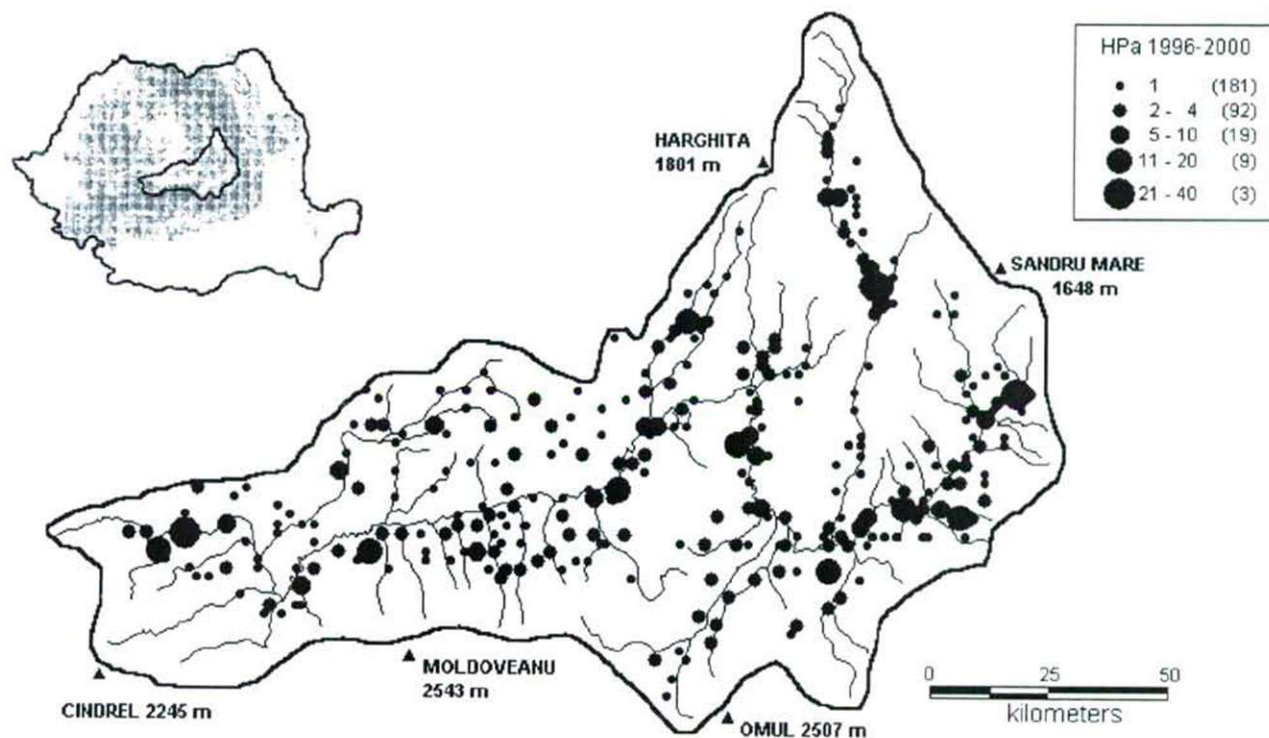 HPa 1996-2000
1 (181)
2 - 4 (92)
5 - 10 (19)
11 - 20 (9)
21 - 40 (3)
HARGHITA
1801 m
SANDRU MARE
1648 m
MOLDOVEANU
2543 m
CINDREL 2245 m
OMUL 2507 m
0 25 50
kilometers